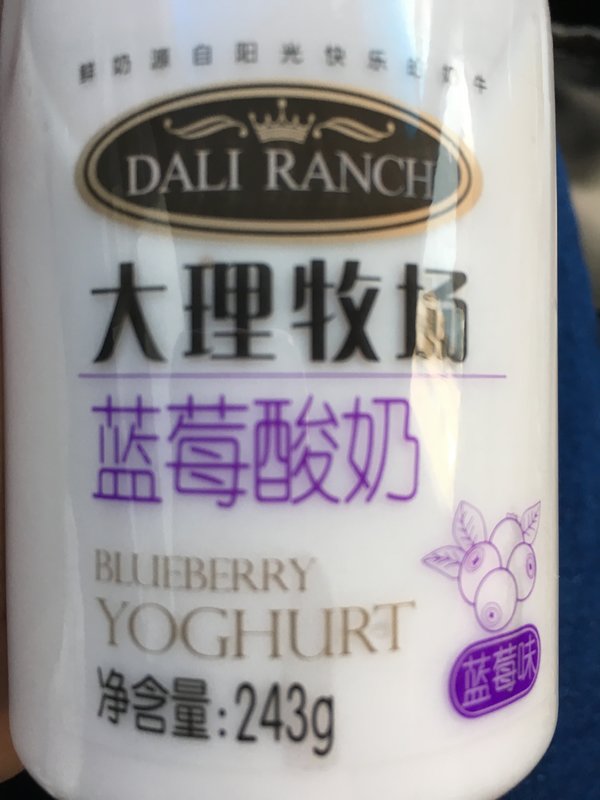 鲜奶源自阳光快乐的奶牛
DALI RANCH
大理牧场
蓝莓酸奶
BLUEBERRY
YOGHURT
蓝莓味
净含量:243g